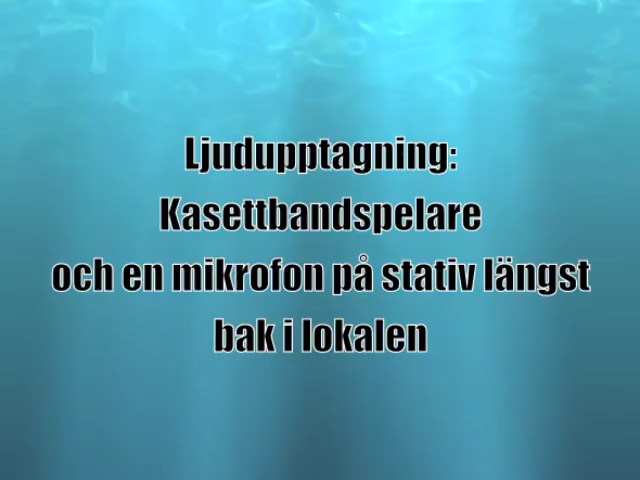 Ljudupptagning:
Kasettbandspelare
och en mikrofon på stativ längst
bak i lokalen